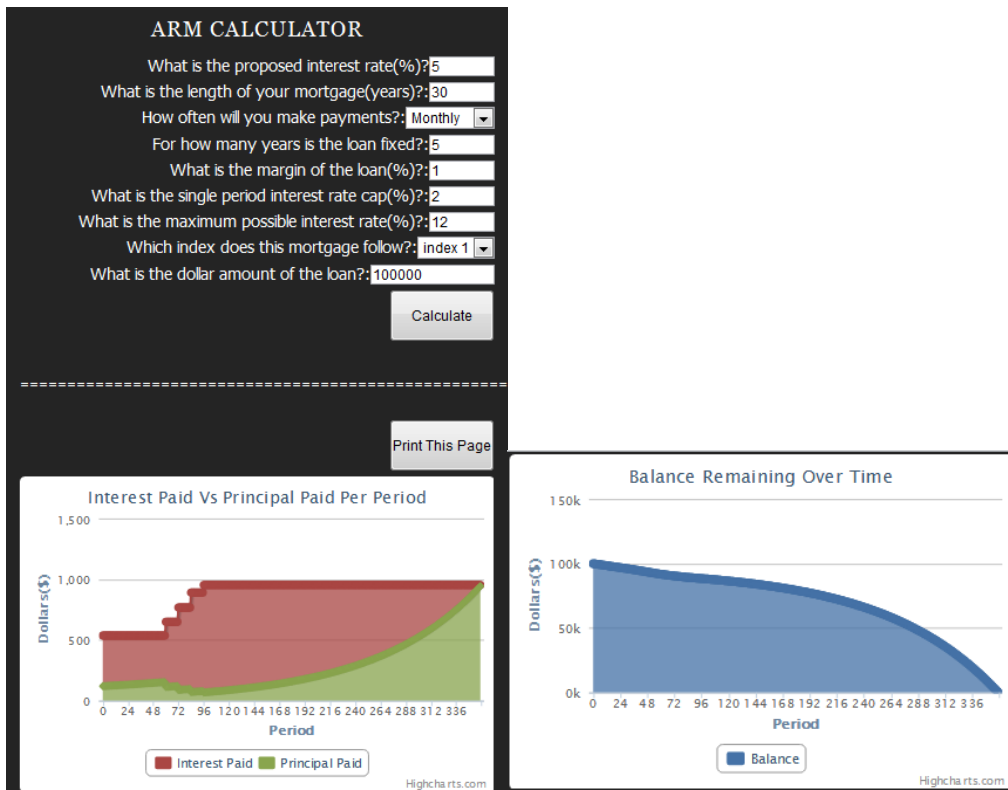 ARM CALCULATOR
What is the proposed interest rate(%)?5
What is the length of your mortgage(years)?:30
How often will you make payments?:Monthly
For how many years is the loan fixed?:5
What is the margin of the loan(%)?:1
What is the single period interest rate cap(%)?:2
What is the maximum possible interest rate(%)?:12
Which index does this mortgage follow?:index 1
What is the dollar amount of the loan?:100000
Calculate
====================================================
Print This Page
Interest Paid Vs Principal Paid Per Period
1,500
1,000
500
0
Dollars($)
0 24 48 72 96 120 144 168 192 216 240 264 288 312 336
Period
Interest Paid Principal Paid
Highcharts.com
Balance Remaining Over Time
150k
100k
50k
0k
Dollars($)
0 24 48 72 96 120 144 168 192 216 240 264 288 312 336
Period
Balance
Highcharts.com